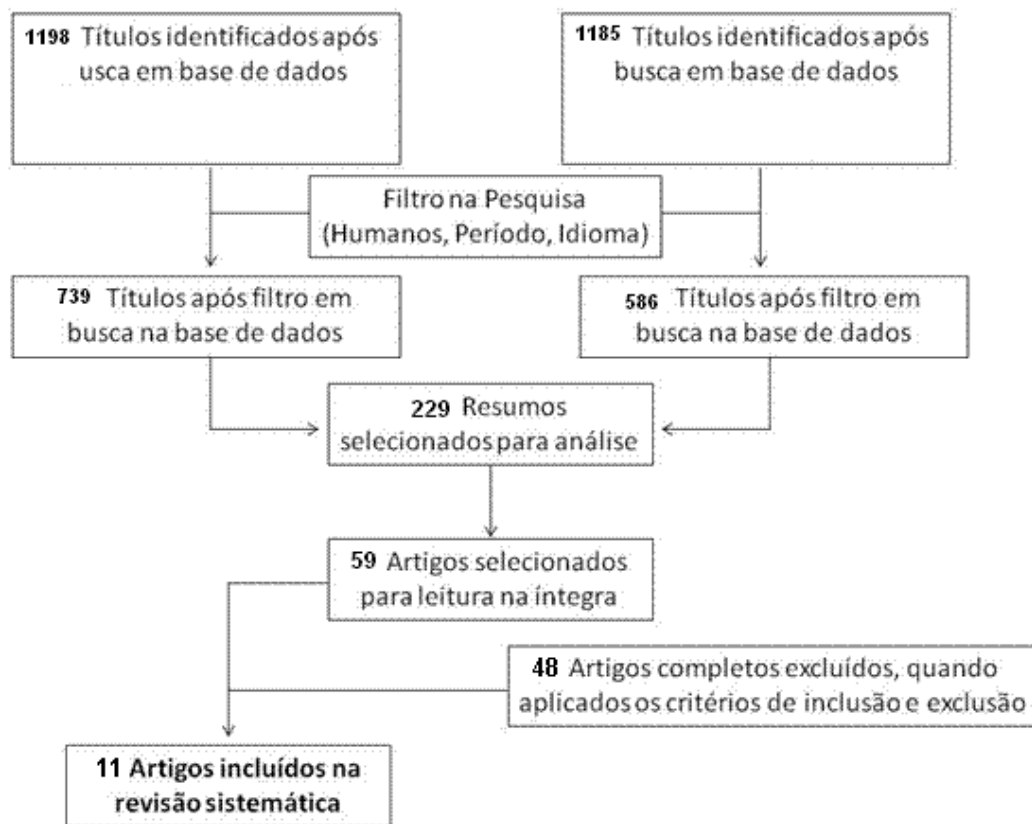 1198 Títulos identificados após
usca em base de dados
1185 Títulos identificados após
busca em base de dados
Filtro na Pesquisa
(Humanos, Período, Idioma)
739 Títulos após filtro em
busca na base de dados
586 Títulos após filtro em
busca na base de dados
229 Resumos
selecionados para análise
59 Artigos selecionados
para leitura na íntegra
48 Artigos completos excluídos, quando
aplicados os critérios de inclusão e exclusão
11 Artigos incluídos na
revisão sistemática